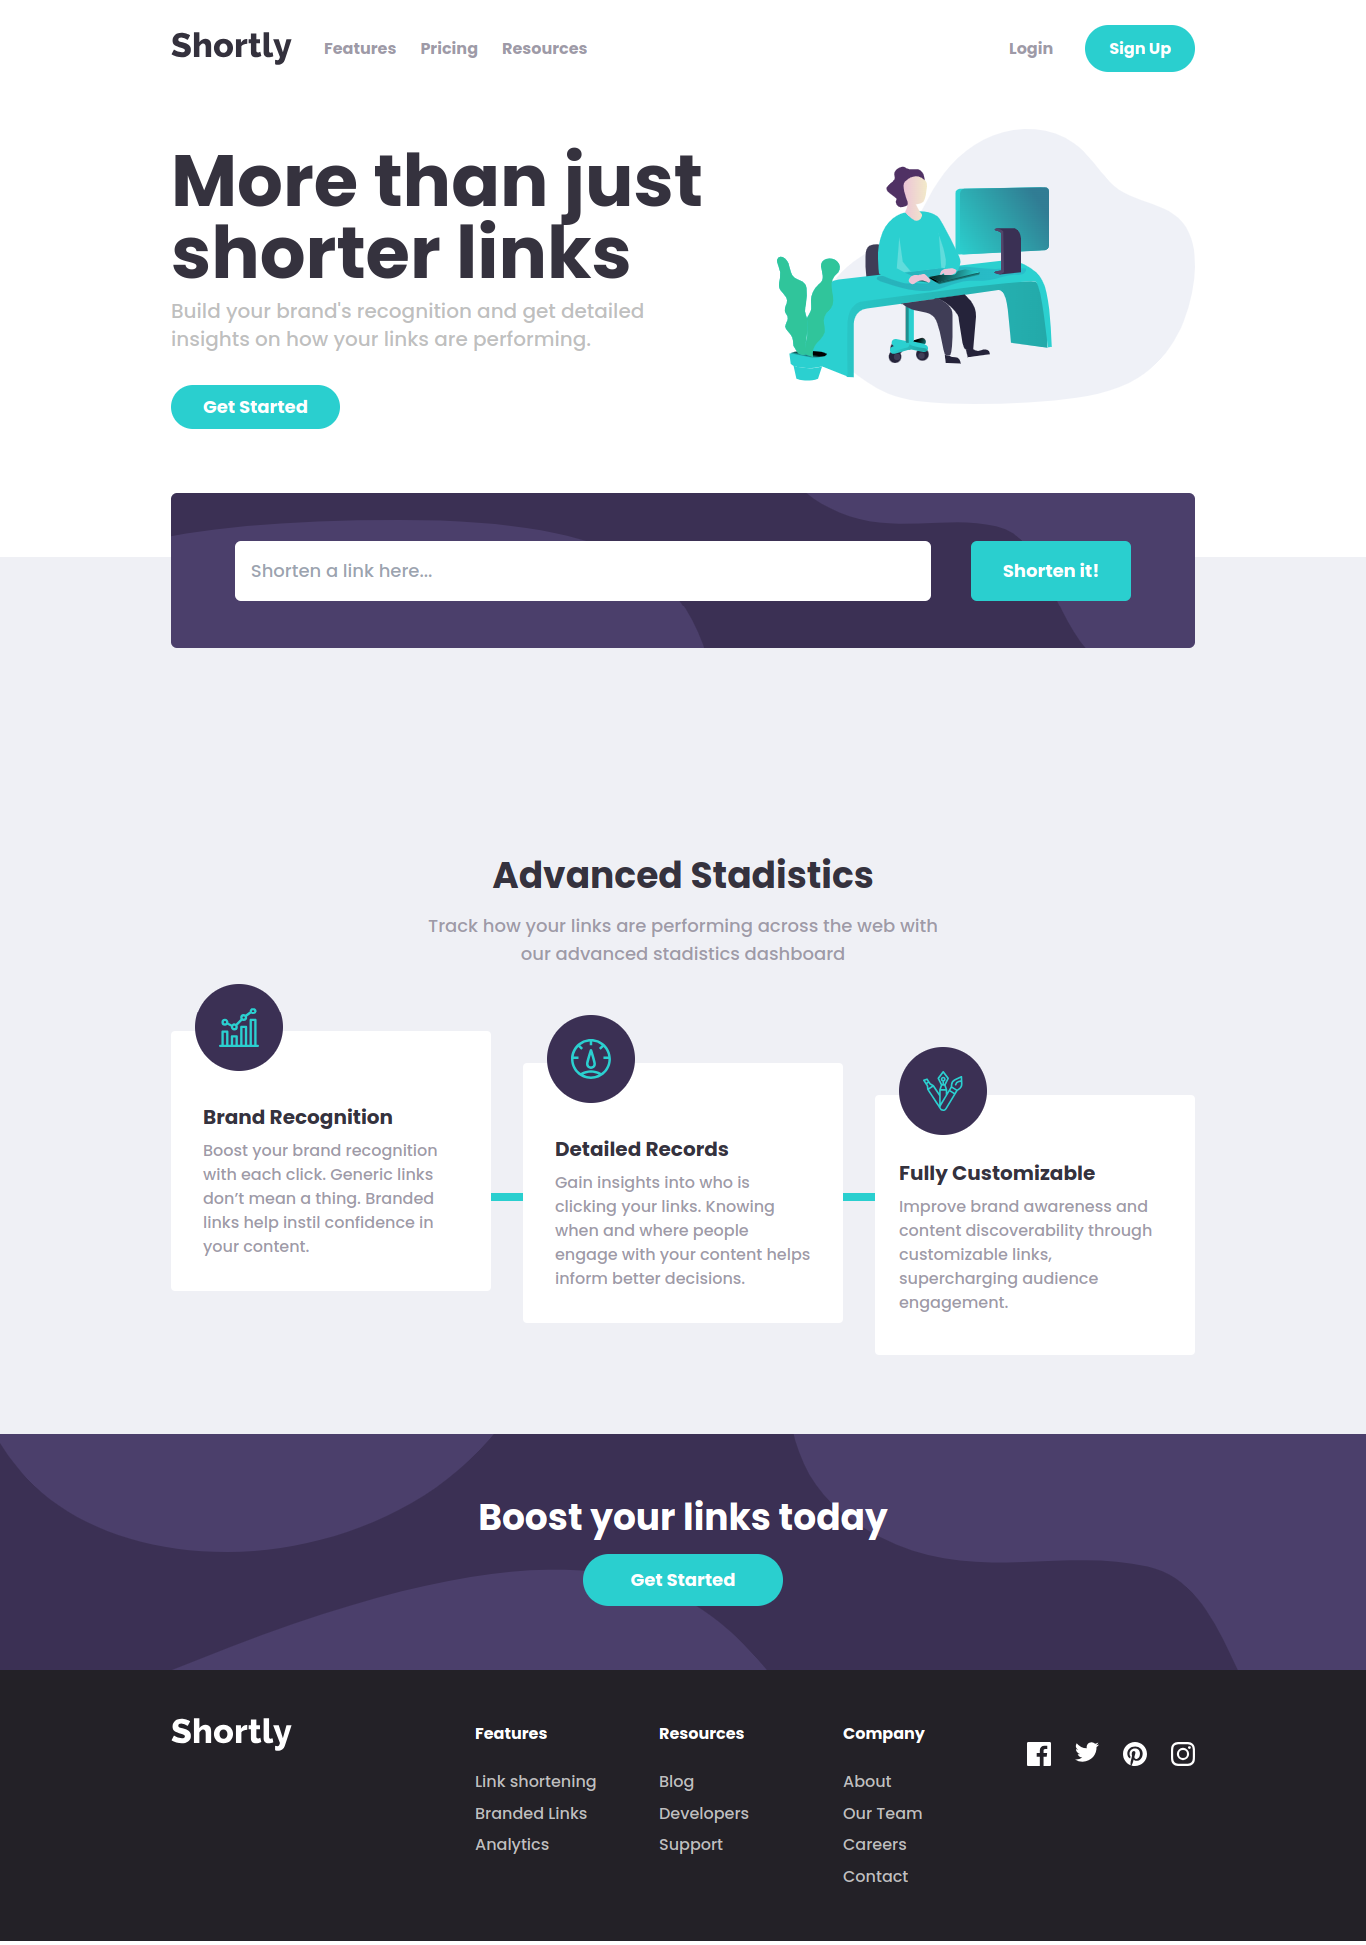 Shortly
Features
Pricing
Resources
Login
Sign Up
More than just
shorter links
Build your brand's recognition and get detailed
insights on how your links are performing.
Get Started
Shorten a link here...
Shorten it!
Advanced Stadistics
Track how your links are performing across the web with
our advanced stadistics dashboard
Brand Recognition
Boost your brand recognition
with each click. Generic links
don’t mean a thing. Branded
links help instil confidence in
your content.
Detailed Records
Gain insights into who is
clicking your links. Knowing
when and where people
engage with your content helps
inform better decisions.
Fully Customizable
Improve brand awareness and
content discoverability through
customizable links,
supercharging audience
engagement.
Boost your links today
Get Started
Shortly
Features
Link shortening
Branded Links
Analytics
Resources
Blog
Developers
Support
Company
About
Our Team
Careers
Contact